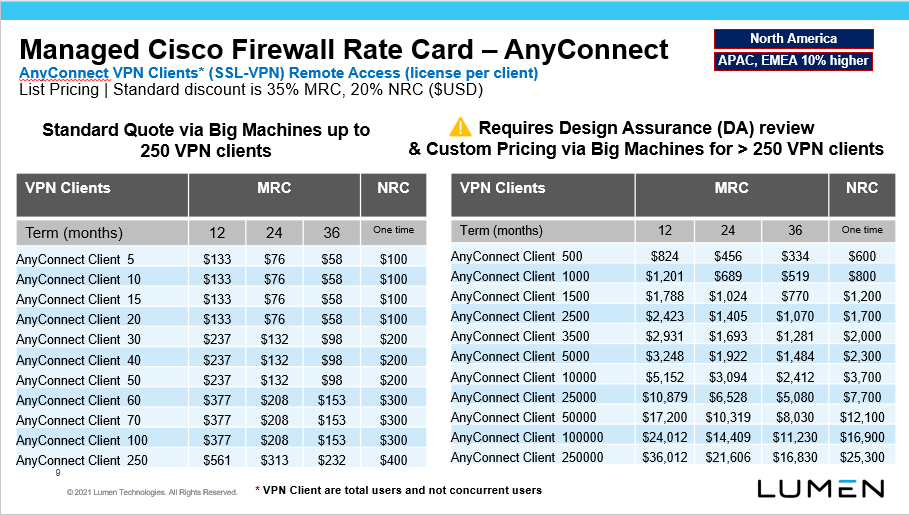 Managed Cisco Firewall Rate Card – AnyConnect
North America
APAC, EMEA 10% higher
AnyConnect VPN Clients* (SSL-VPN) Remote Access (license per client)
List Pricing | Standard discount is 35% MRC, 20% NRC ($USD)
Standard Quote via Big Machines up to
250 VPN clients
VPN Clients MRC NRC
Term (months) 12 24 36 One time
AnyConnect Client 5 $133 $76 $58 $100
AnyConnect Client 10 $133 $76 $58 $100
AnyConnect Client 15 $133 $76 $58 $100
AnyConnect Client 20 $133 $76 $58 $100
AnyConnect Client 30 $237 $132 $98 $200
AnyConnect Client 40 $237 $132 $98 $200
AnyConnect Client 50 $237 $132 $98 $200
AnyConnect Client 60 $377 $208 $153 $300
AnyConnect Client 70 $377 $208 $153 $300
AnyConnect Client 100 $377 $208 $153 $300
AnyConnect Client 250 $561 $313 $232 $400
Requires Design Assurance (DA) review
& Custom Pricing via Big Machines for > 250 VPN clients
VPN Clients MRC NRC
Term (months) 12 24 36 One time
AnyConnect Client 500 $824 $456 $334 $600
AnyConnect Client 1000 $1,201 $689 $519 $800
AnyConnect Client 1500 $1,788 $1,024 $770 $1,200
AnyConnect Client 2500 $2,423 $1,405 $1,070 $1,700
AnyConnect Client 3500 $2,931 $1,693 $1,281 $2,000
AnyConnect Client 5000 $3,248 $1,922 $1,484 $2,300
AnyConnect Client 10000 $5,152 $3,094 $2,412 $3,700
AnyConnect Client 25000 $10,879 $6,528 $5,080 $7,700
AnyConnect Client 50000 $17,200 $10,319 $8,030 $12,100
AnyConnect Client 100000 $24,012 $14,409 $11,230 $16,900
AnyConnect Client 250000 $36,012 $21,606 $16,830 $25,300
9
© 2021 Lumen Technologies. All Rights Reserved.
* VPN Client are total users and not concurrent users
LUMEN